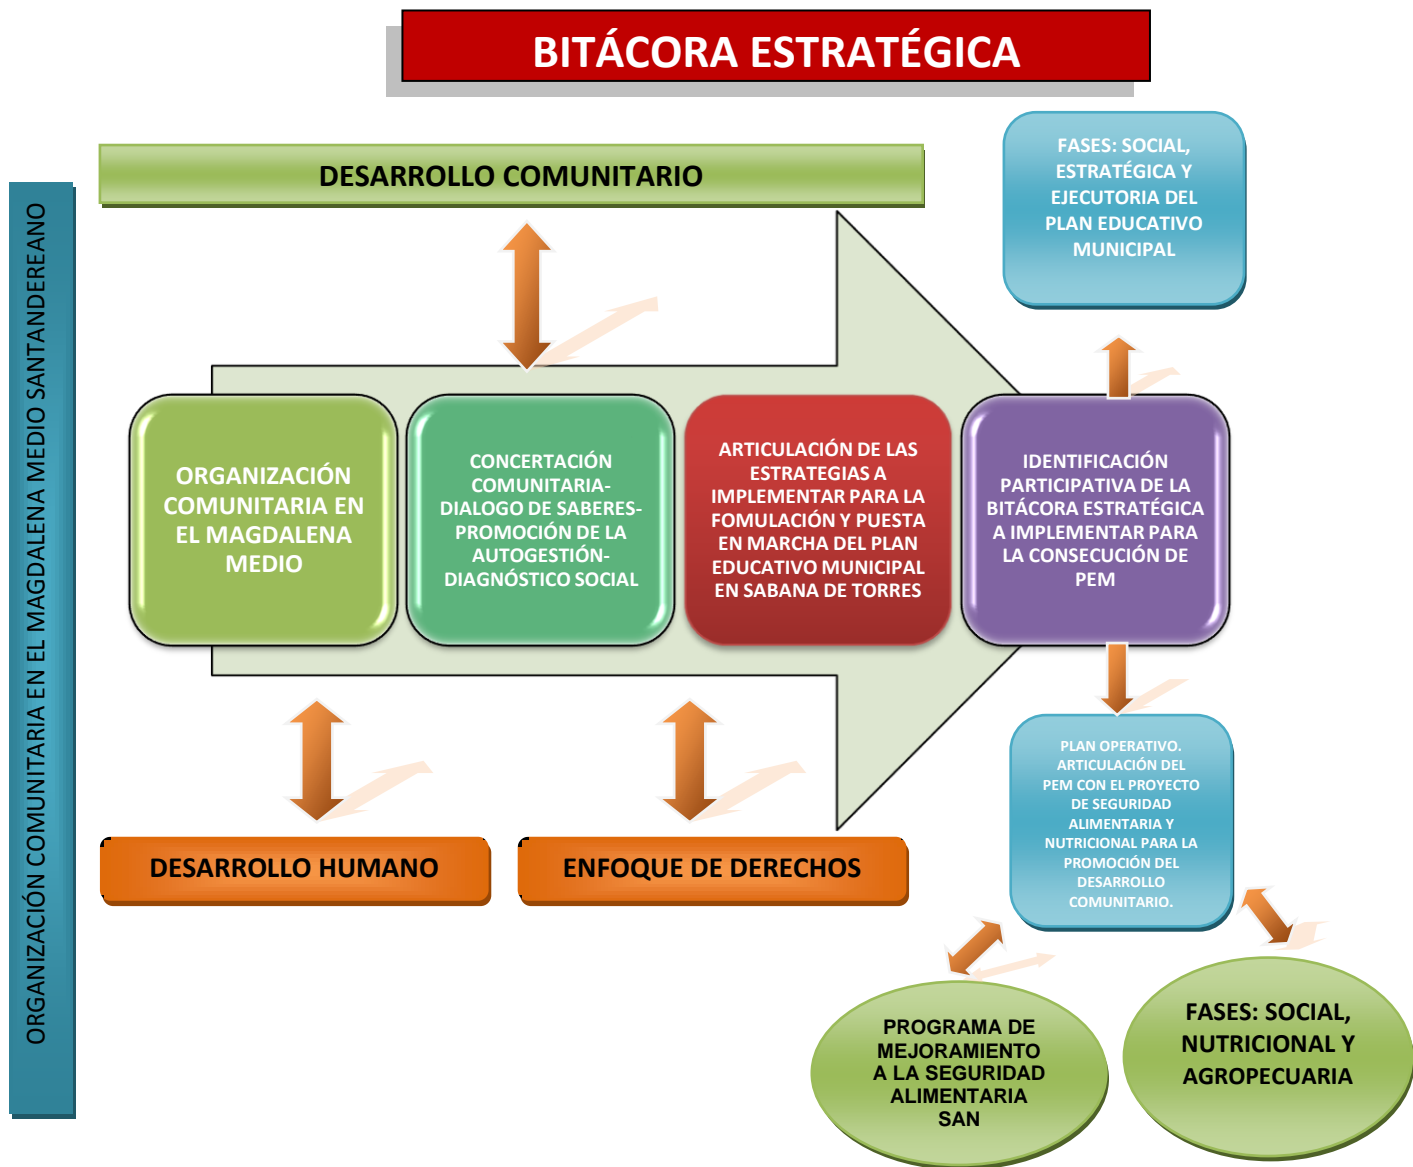 BITÁCORA ESTRATÉGICA
ORGANIZACIÓN COMUNITARIA EN EL MAGDALENA MEDIO SANTANDEREANO
DESARROLLO COMUNITARIO
FASES: SOCIAL,
ESTRATÉGICA Y
EJECUTORIA DEL
PLAN EDUCATIVO
MUNICIPAL
ORGANIZACIÓN
COMUNITARIA EN
EL MAGDALENA
MEDIO
CONCERTACIÓN
COMUNITARIA-
DIALOGO DE SABERES-
PROMOCIÓN DE LA
AUTOGESTIÓN-
DIAGNÓSTICO SOCIAL
ARTICULACIÓN DE LAS
ESTRATEGIAS A
IMPLEMENTAR PARA LA
FOMULACIÓN Y PUESTA
EN MARCHA DEL PLAN
EDUCATIVO MUNICIPAL
EN SABANA DE TORRES
IDENTIFICACIÓN
PARTICIPATIVA DE LA
BITÁCORA ESTRATÉGICA
A IMPLEMENTAR PARA
LA CONSECUCIÓN DE
PEM
DESARROLLO HUMANO
ENFOQUE DE DERECHOS
PLAN OPERATIVO.
ARTICULACIÓN DEL
PEM CON EL PROYECTO
DE SEGURIDAD
ALIMENTARIA Y
NUTRICIONAL PARA LA
PROMOCIÓN DEL
DESARROLLO
COMUNITARIO.
PROGRAMA DE
MEJORAMIENTO
A LA SEGURIDAD
ALIMENTARIA
SAN
FASES: SOCIAL,
NUTRICIONAL Y
AGROPECUARIA